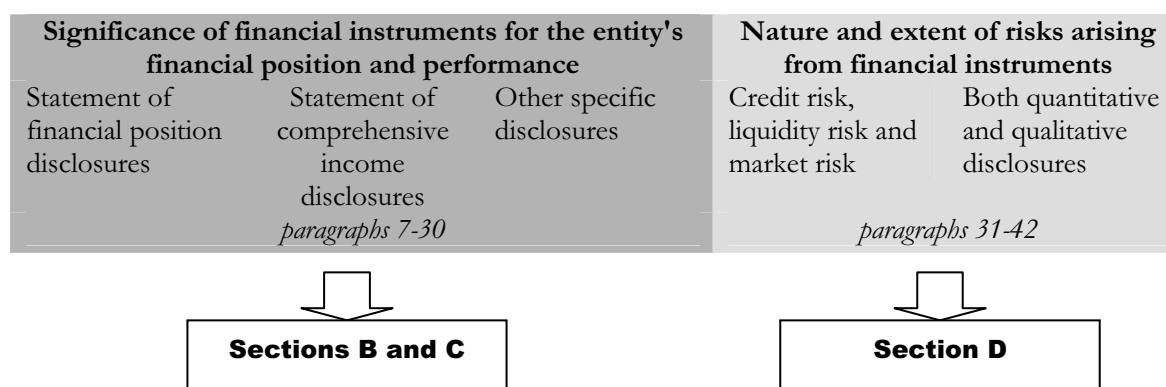 Significance of financial instruments for the entity's
financial position and performance
Statement of
financial position
disclosures
Statement of
comprehensive
income
disclosures
Other specific
disclosures
paragraphs 7-30
Nature and extent of risks arising
from financial instruments
Credit risk,
liquidity risk and
market risk
Both quantitative
and qualitative
disclosures
paragraphs 31-42
Sections B and C
Section D